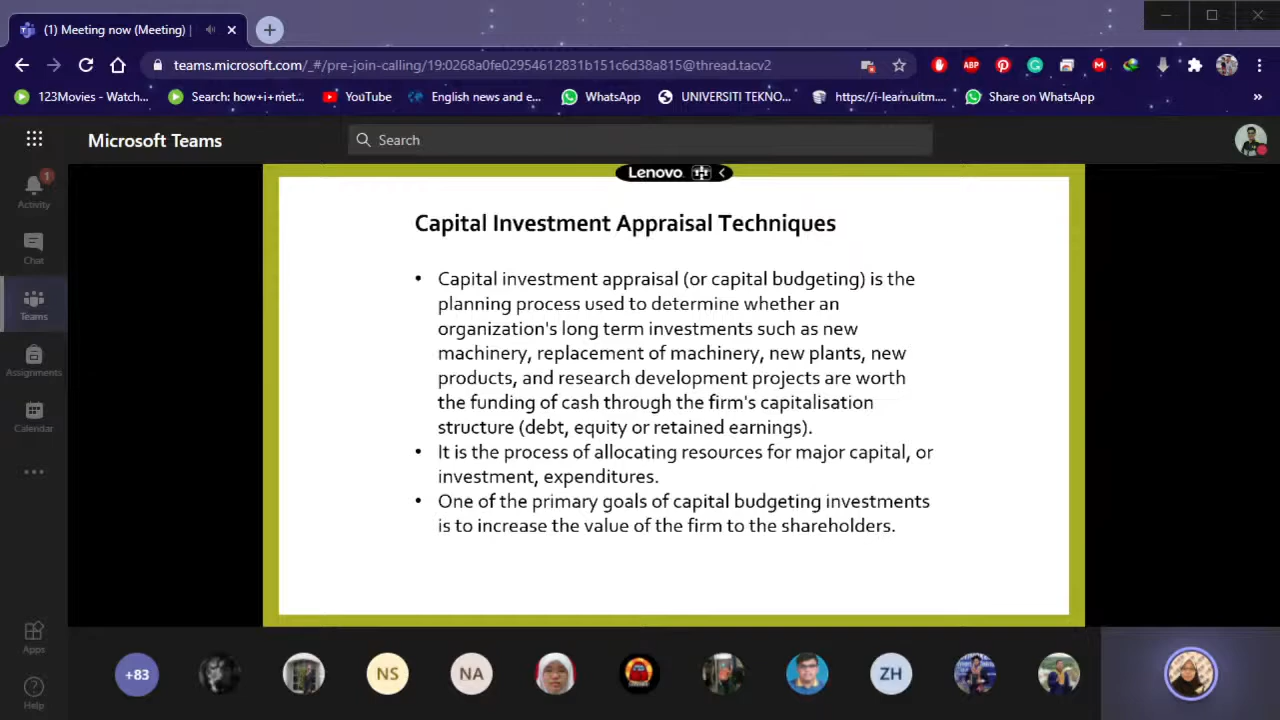 (1) Meeting now (Meeting) |
teams.microsoft.com/_#/pre-join-calling/19:0268a0fe02954612831b151c6d38a815@thread.tacv2
ABP
123Movies - Watch...
Search: how+i+met...
YouTube
English news and e...
WhatsApp
UNIVERSITI TEKNO...
https://i-learn.uitm....
Share on WhatsApp
»
Microsoft Teams
Search
1
Activity
Chat
Teams
Assignments
Calendar
Apps
Help
Lenovo
Capital Investment Appraisal Techniques
• Capital investment appraisal (or capital budgeting) is the
planning process used to determine whether an
organization's long term investments such as new
machinery, replacement of machinery, new plants, new
products, and research development projects are worth
the funding of cash through the firm's capitalisation
structure (debt, equity or retained earnings).
• It is the process of allocating resources for major capital, or
investment, expenditures.
• One of the primary goals of capital budgeting investments
is to increase the value of the firm to the shareholders.
+83
NS
NA
ZH